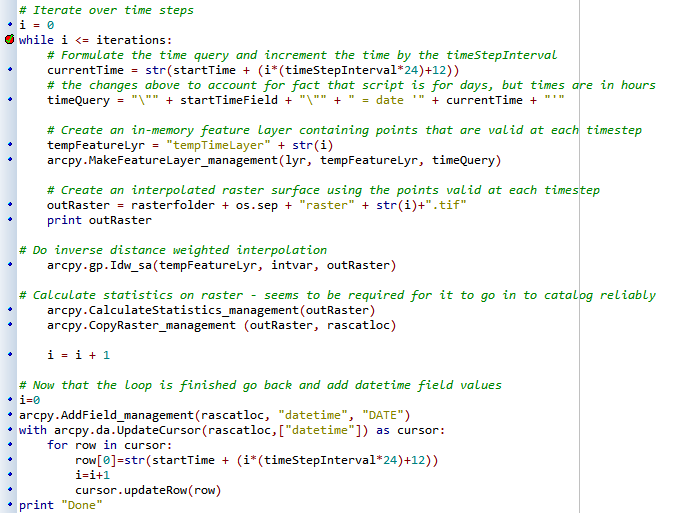 # Iterate over time steps
i = 0
while i <= iterations:
    # Formulate the time query and increment the time by the timeStepInterval
    currentTime = str(startTime + (i*(timeStepInterval*24)+12))
    # the changes above to account for fact that script is for days, but times are in hours
    timeQuery = "\"" + startTimeField + "\"" + " = date '" + currentTime + "'"

    # Create an in-memory feature layer containing points that are valid at each timestep
    tempFeatureLyr = "tempTimeLayer" + str(i)
    arcpy.MakeFeatureLayer_management(lyr, tempFeatureLyr, timeQuery)

    # Create an interpolated raster surface using the points valid at each timestep
    outRaster = rasterfolder + os.sep + "raster" + str(i)+".tif"
    print outRaster

# Do inverse distance weighted interpolation
    arcpy.gp.Idw_sa(tempFeatureLyr, intvar, outRaster)

# Calculate statistics on raster - seems to be required for it to go in to catalog reliably
    arcpy.CalculateStatistics_management(outRaster)
    arcpy.CopyRaster_management (outRaster, rascatloc)

    i = i + 1

# Now that the loop is finished go back and add datetime field values
i=0
arcpy.AddField_management(rascatloc, "datetime", "DATE")
with arcpy.da.UpdateCursor(rascatloc,["datetime"]) as cursor:
    for row in cursor:
        row[0]=str(startTime + (i*(timeStepInterval*24)+12))
        i=i+1
        cursor.updateRow(row)
print "Done"